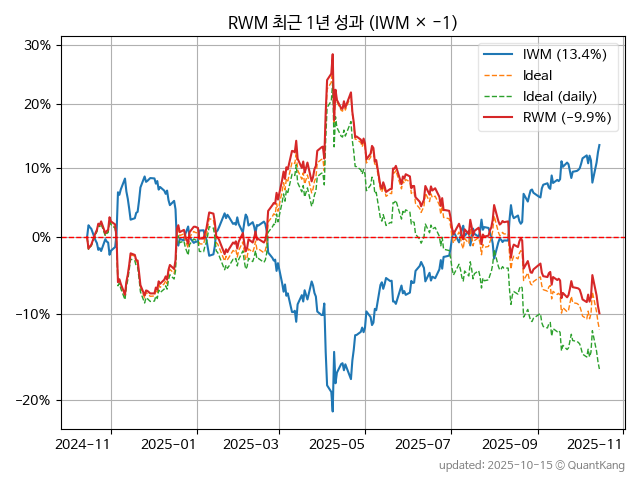 RWM 최근 1년 성과 (IWM × −1)
30%
20%
10%
0%
−10%
−20%
IWM (13.4%)
Ideal
Ideal (daily)
RWM (−9.9%)
2024-11
2025-01
2025-03
2025-05
2025-07
2025-09
2025-11
updated: 2025-10-15 © QuantKang